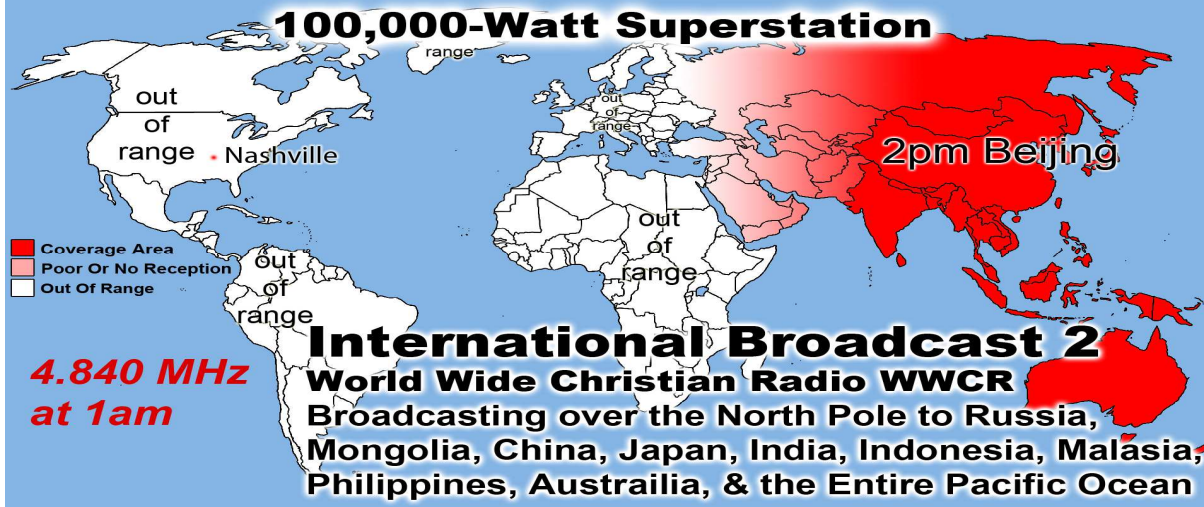 100,000-Watt Superstation
range
out
of
range
Nashville
out
of
range
2pm Beijing
Coverage Area
Poor Or No Reception
Out Of Range
out
of
range
out
of
range
International Broadcast 2
4.840 MHz
at 1am
World Wide Christian Radio WWCR
Broadcasting over the North Pole to Russia,
Mongolia, China, Japan, India, Indonesia, Malasia,
Philippines, Austrailia, & the Entire Pacific Ocean